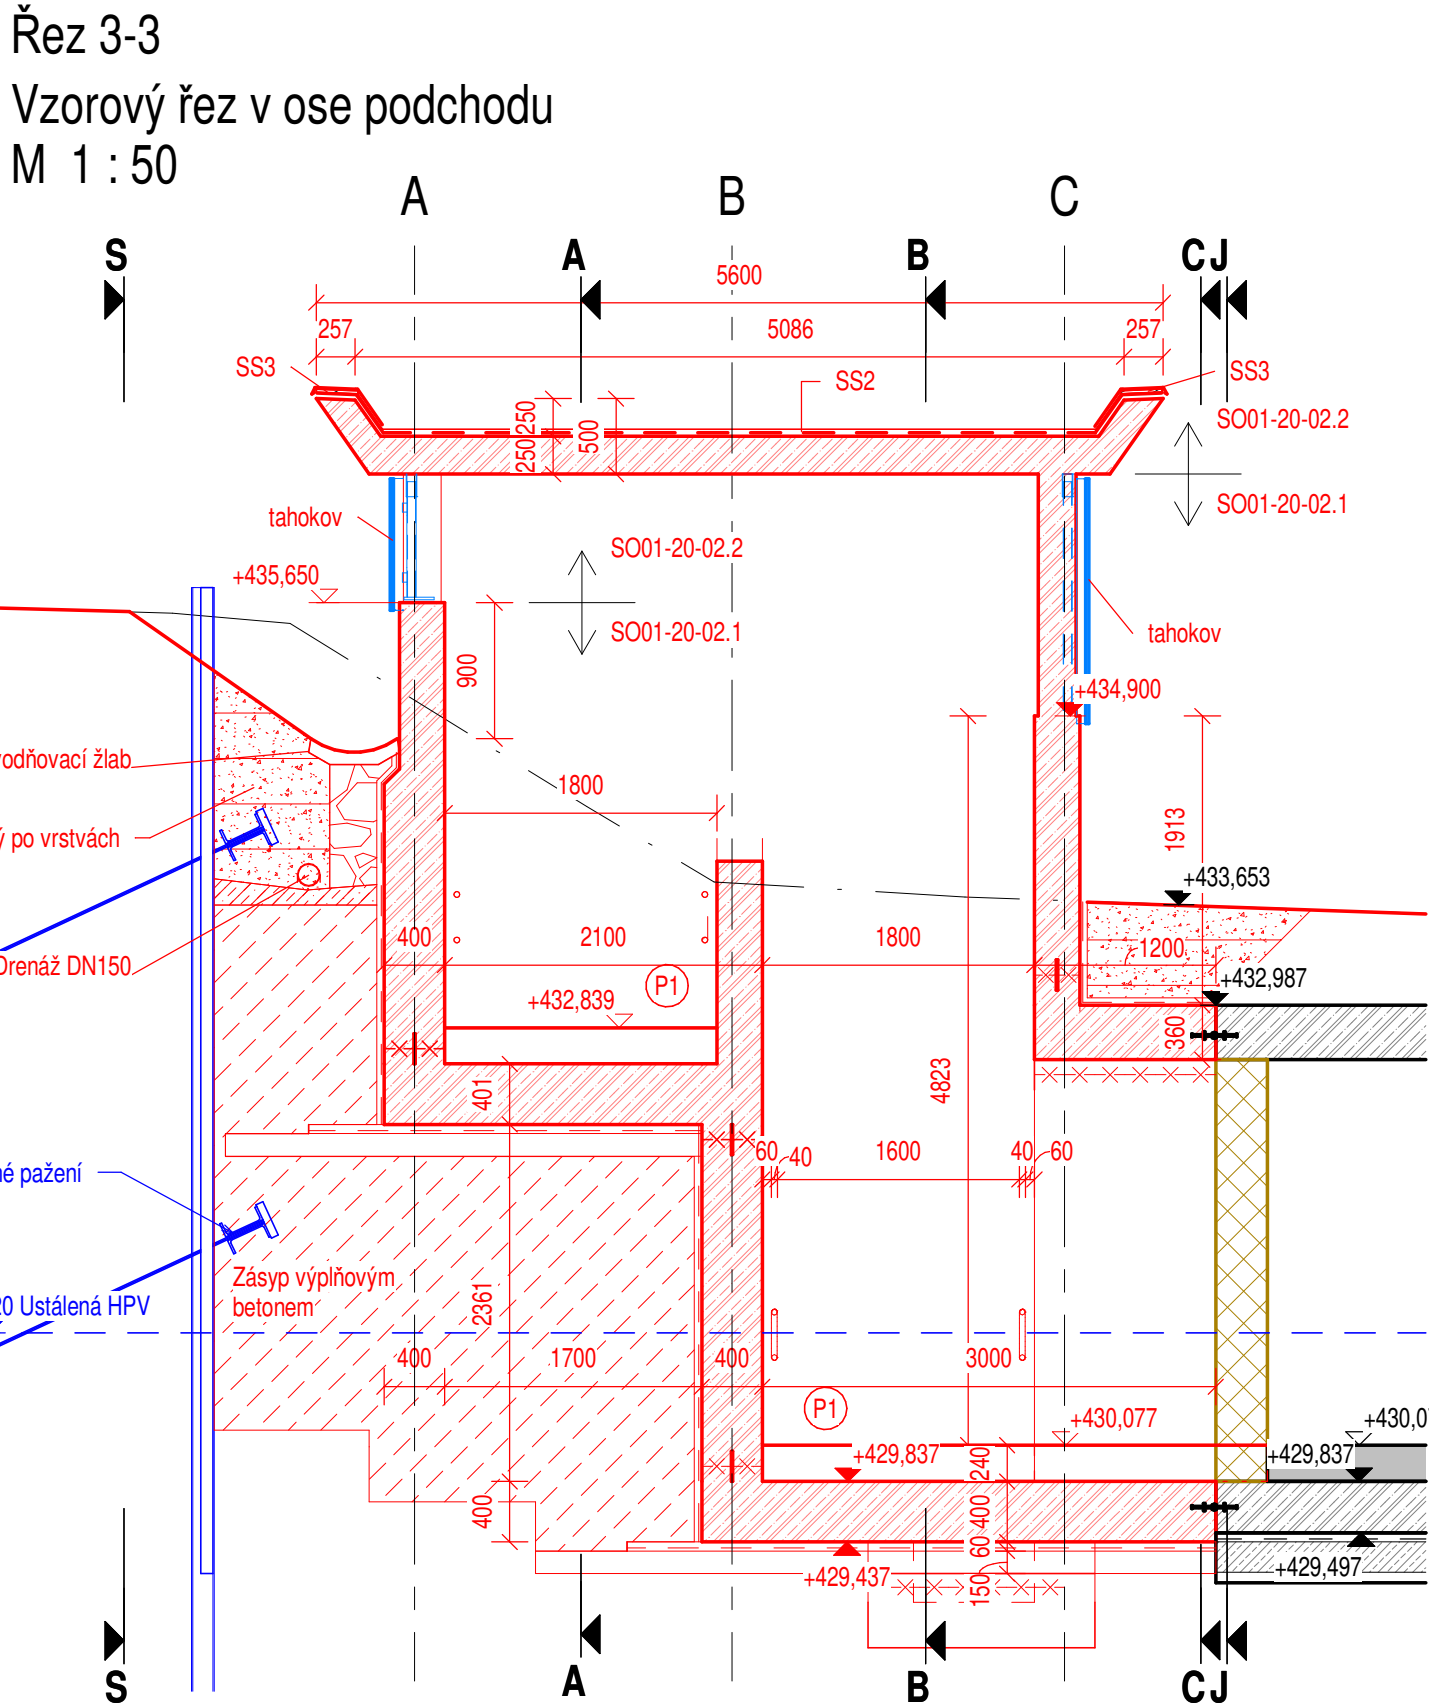 Řez 3-3
Vzorový řez v ose podchodu
M 1 : 50
A B C
S A B C J
5600
257 5086 257
SS3 SS2 SS3
SO01-20-02.2
250 250 500
SO01-20-02.1
tahokov
SO01-20-02.2
+435,650
SO01-20-02.1
tahokov
900
+434,900
vodňovací žlab
1800
1913
ý po vrstvách
+433,653
400 2100 1800 1200
Drenáž DN150
P1
+432,839
+432,987
360
401
4823
60 40 1600 40 60
né pažení
Zásyp výplňovým
betonem
20 Ustálená HPV
2361
400 1700 400 3000
P1
+430,077
+430,0
+429,837
240
+429,837
400
400
60
+429,437
150
+429,497
S A B C J